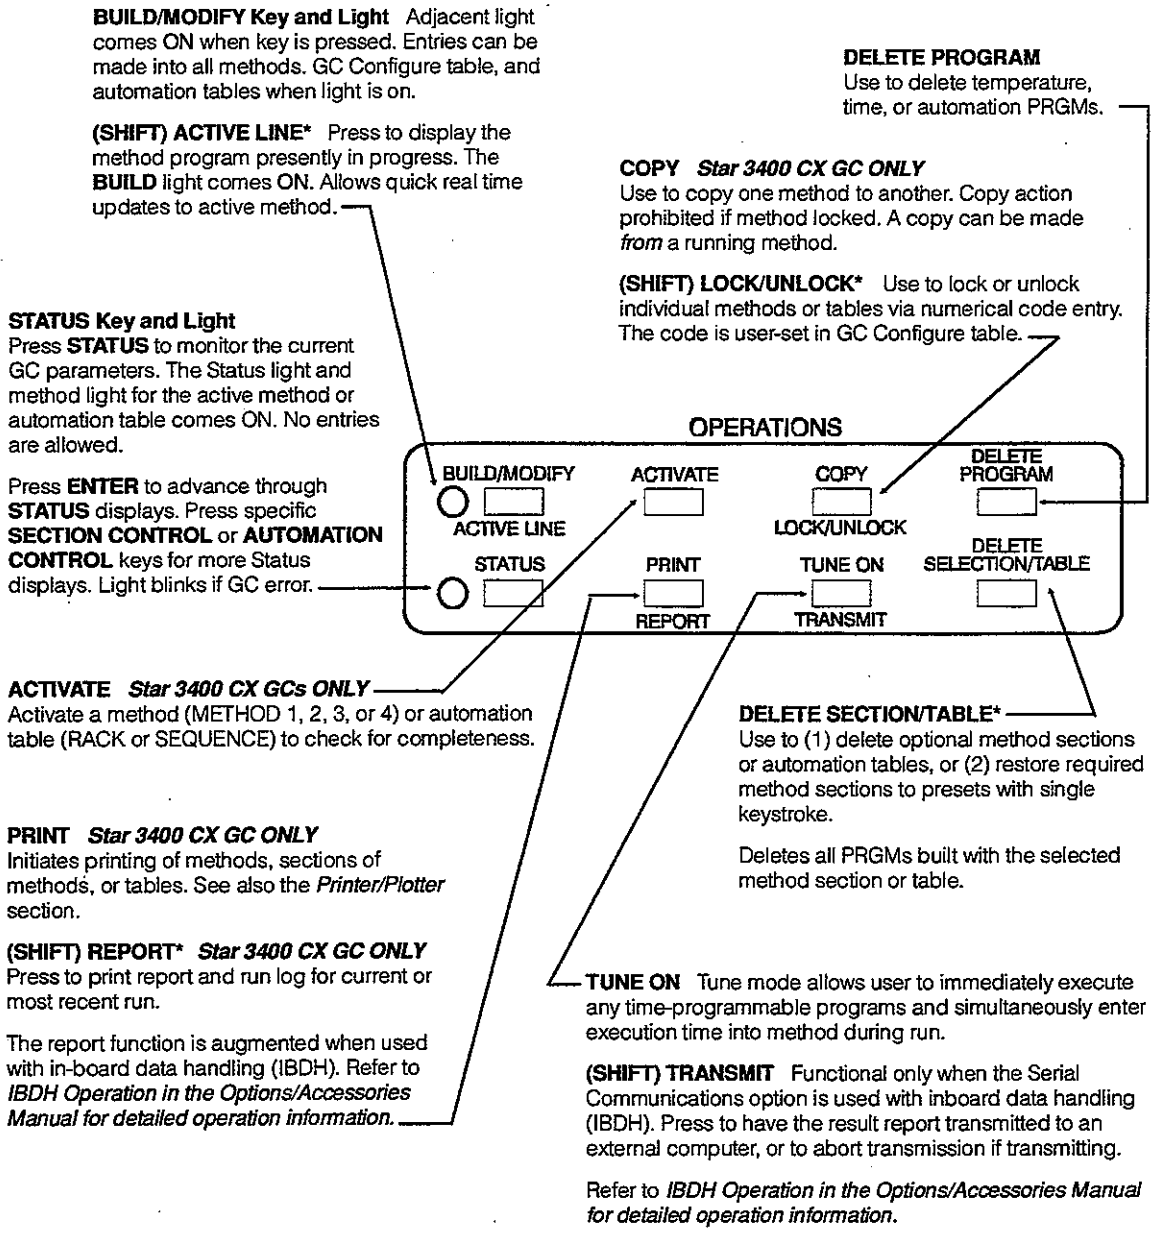 BUILD/MODIFY Key and Light Adjacent light
comes ON when key is pressed. Entries can be
made into all methods. GC Configure table, and
automation tables when light is on.
(SHIFT) ACTIVE LINE* Press to display the
method program presently in progress. The
BUILD light comes ON. Allows quick real time
updates to active method.
DELETE PROGRAM
Use to delete temperature,
time, or automation PRGMs.
COPY Star 3400 CX GC ONLY
Use to copy one method to another. Copy action
prohibited if method locked. A copy can be made
from a running method.
(SHIFT) LOCK/UNLOCK* Use to lock or unlock
individual methods or tables via numerical code entry.
The code is user-set in GC Configure table.
STATUS Key and Light
Press STATUS to monitor the current
GC parameters. The Status light and
method light for the active method or
automation table comes ON. No entries
are allowed.
Press ENTER to advance through
STATUS displays. Press specific
SECTION CONTROL or AUTOMATION
CONTROL keys for more Status
displays. Light blinks if GC error.
OPERATIONS
BUILD/MODIFY
ACTIVE LINE
ACTIVATE
COPY
LOCK/UNLOCK
DELETE
PROGRAM
STATUS
PRINT
REPORT
TUNE ON
TRANSMIT
DELETE
SELECTION/TABLE
ACTIVATE Star 3400 CX GCs ONLY
Activate a method (METHOD 1, 2, 3, or 4) or automation
table (RACK or SEQUENCE) to check for completeness.
PRINT Star 3400 CX GC ONLY
Initiates printing of methods, sections of
methods, or tables. See also the Printer/Plotter
section.
(SHIFT) REPORT* Star 3400 CX GC ONLY
Press to print report and run log for current or
most recent run.
The report function is augmented when used
with in-board data handling (IBDH). Refer to
IBDH Operation in the Options/Accessories
Manual for detailed operation information.
DELETE SECTION/TABLE*
Use to (1) delete optional method sections
or automation tables, or (2) restore required
method sections to presets with single
keystroke.
Deletes all PRGMs built with the selected
method section or table.
TUNE ON Tune mode allows user to immediately execute
any time-programmable programs and simultaneously enter
execution time into method during run.
(SHIFT) TRANSMIT Functional only when the Serial
Communications option is used with inboard data handling
(IBDH). Press to have the result report transmitted to an
external computer, or to abort transmission if transmitting.
Refer to IBDH Operation in the Options/Accessories Manual
for detailed operation information.